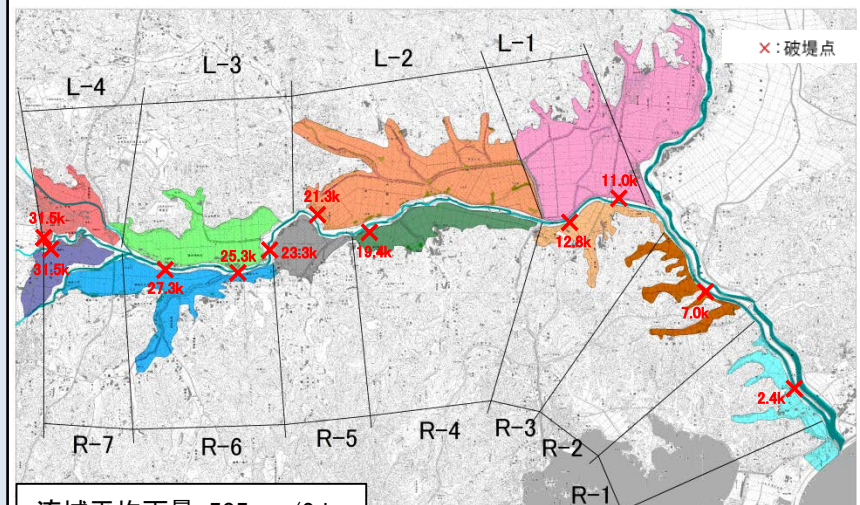 ×:破堤点
L-1
L-2
L-3
L-4
31.5k
31.5k
27.3k
25.3k
23.3k
21.3k
19.4k
12.8k
11.0k
7.0k
2.4k
R-7
R-6
R-5
R-4
R-3
R-2
R-1